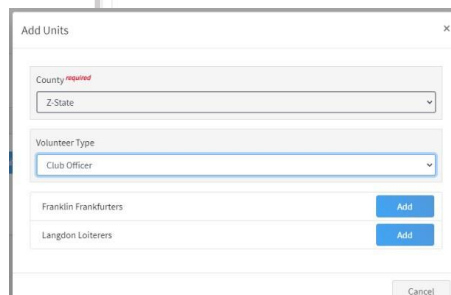 Add Units ×
County required
Z-State
Volunteer Type
Club Officer
Franklin Frankfurters Add
Langdon Loiterers Add
Cancel